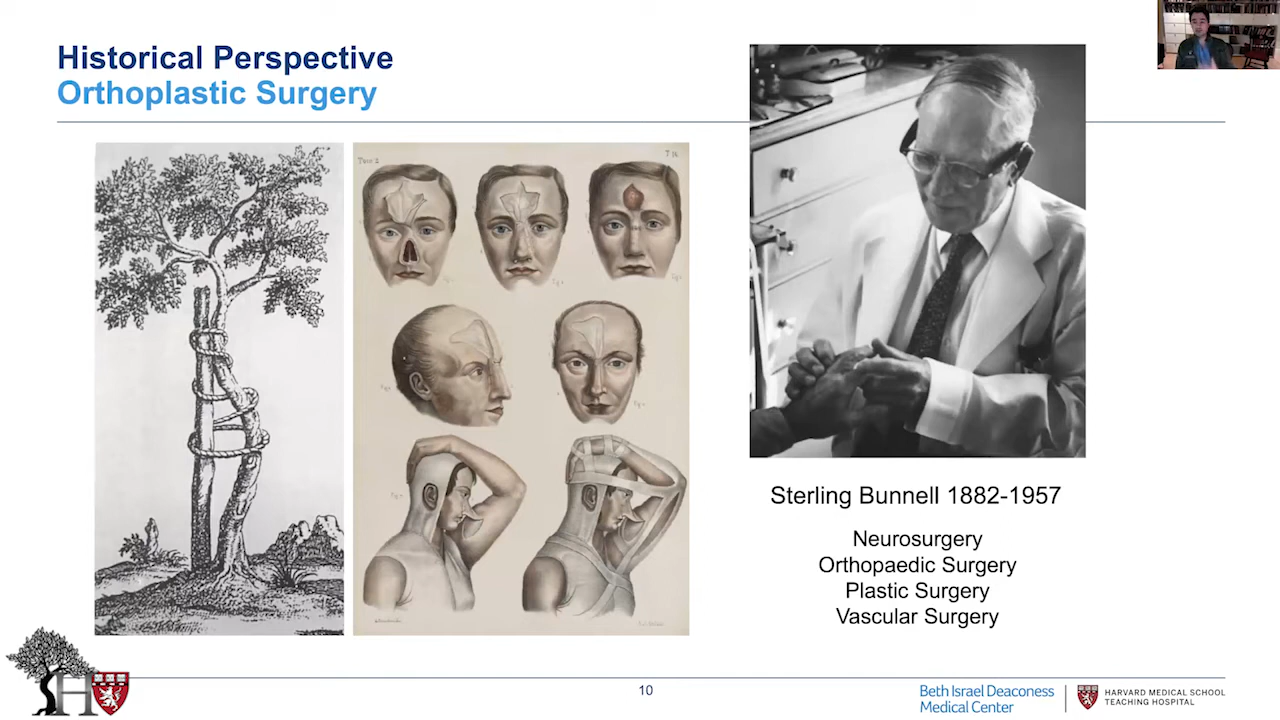 Historical Perspective
Orthoplastic Surgery
Sterling Bunnell 1882-1957
Neurosurgery
Orthopaedic Surgery
Plastic Surgery
Vascular Surgery
H
10
Beth Israel Deaconess
Medical Center
HARVARD MEDICAL SCHOOL
TEACHING HOSPITAL